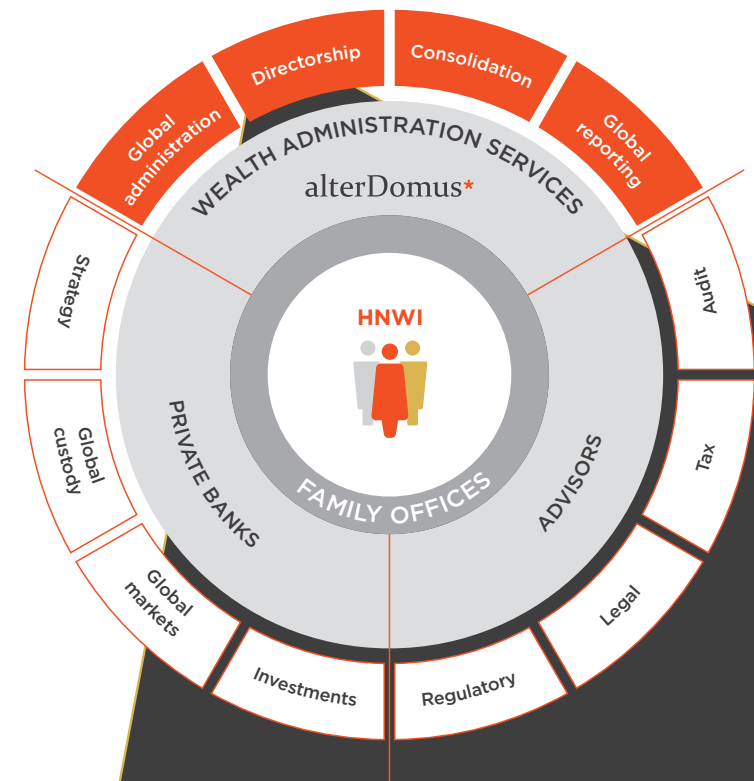 Directorship
Consolidation
Global
administration
Global
reporting
WEALTH ADMINISTRATION SERVICES
alterDomus*
Strategy
Audit
HNWI
Global
custody
PRIVATE BANKS
FAMILY OFFICES
ADVISORS
Tax
Global
markets
Legal
Investments
Regulatory